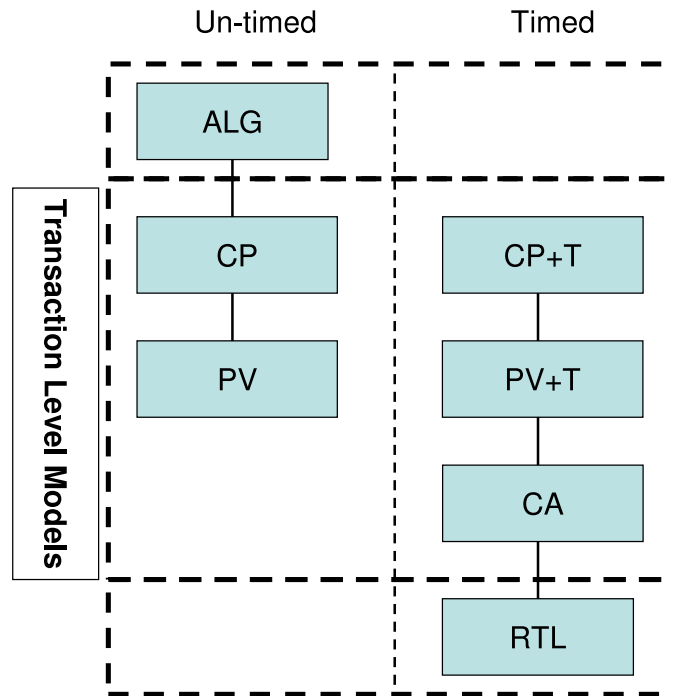 Un-timed Timed
ALG
Transaction Level Models
CP CP+T
PV PV+T
CA
RTL